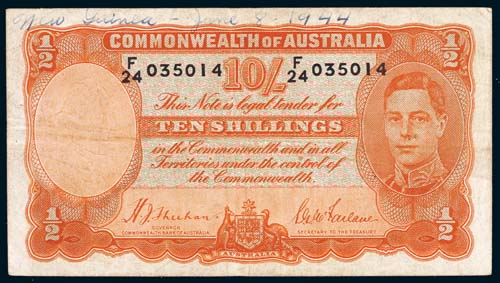 New Guinea - June 8 - 1944
1/2
COMMONWEALTH OF AUSTRALIA
1/2
F/24 035014 10/- F/24 035014
This Note is legal tender for
TEN SHILLINGS
in the Commonwealth and in all
Territories under the control of
the Commonwealth.
H.J. Sheehan. S.G. McFarlane.
GOVERNOR SECRETARY TO THE TREASURY
COMMONWEALTH BANK OF AUSTRALIA
1/2
AUSTRALIA
1/2